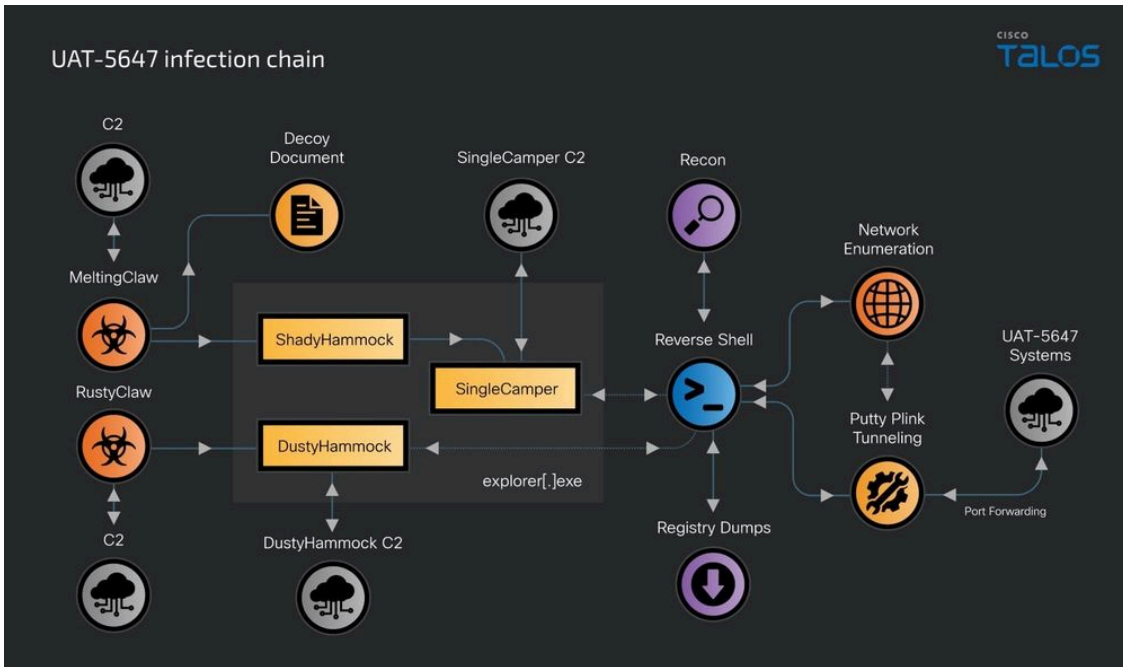 UAT-5647 infection chain
CISCO
TALOS
C2
Decoy
Document
SingleCamper C2
Recon
Network
Enumeration
MeltingClaw
ShadyHammock
Reverse Shell
UAT-5647
Systems
RustyClaw
SingleCamper
>_
Putty Plink
Tunneling
DustyHammock
explorer[.]exe
Port Forwarding
C2
DustyHammock C2
Registry Dumps